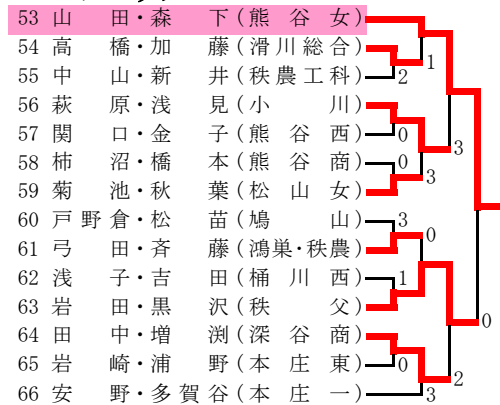 53 山田・森下(熊谷女)
54 高橋・加藤(滑川総合)
1
55 中山・新井(秩農工科)
2
56 萩原・浅見(小川)
57 関口・金子(熊谷西)
0
3
58 柿沼・橋本(熊谷商)
0
3
59 菊池・秋葉(松山女)
60 戸野倉・松苗(鳩山)
3
0
61 弓田・斉藤(鴻巣・秩農)
62 浅子・吉田(桶川西)
1
63 岩田・黒沢(秩父)
0
64 田中・増渕(深谷商)
65 岩崎・浦野(本庄東)
0
2
66 安野・多賀谷(本庄一)
3